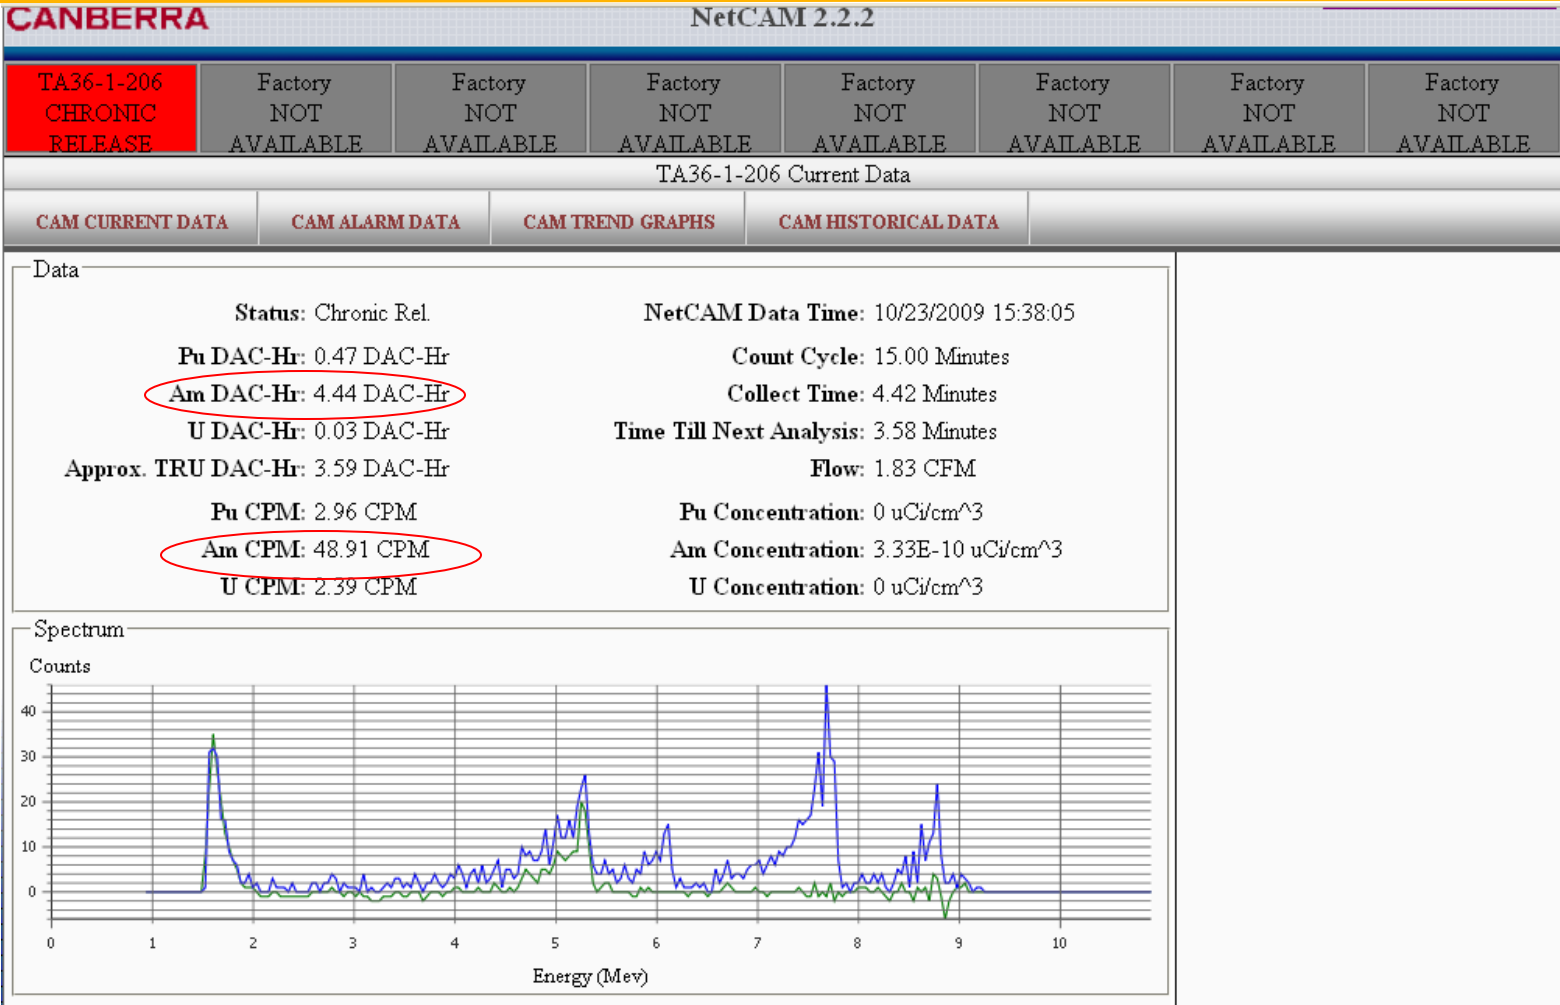 CANBERRA
NetCAM 2.2.2
TA36-1-206 CHRONIC RELEASE
Factory NOT AVAILABLE
Factory NOT AVAILABLE
Factory NOT AVAILABLE
Factory NOT AVAILABLE
Factory NOT AVAILABLE
Factory NOT AVAILABLE
Factory NOT AVAILABLE
TA36-1-206 Current Data
CAM CURRENT DATA CAM ALARM DATA CAM TREND GRAPHS CAM HISTORICAL DATA
Data
Status: Chronic Rel.
Pu DAC-Hr: 0.47 DAC-Hr
Am DAC-Hr: 4.44 DAC-Hr
U DAC-Hr: 0.03 DAC-Hr
Approx. TRU DAC-Hr: 3.59 DAC-Hr
Pu CPM: 2.96 CPM
Am CPM: 48.91 CPM
U CPM: 2.39 CPM
NetCAM Data Time: 10/23/2009 15:38:05
Count Cycle: 15.00 Minutes
Collect Time: 4.42 Minutes
Time Till Next Analysis: 3.58 Minutes
Flow: 1.83 CFM
Pu Concentration: 0 uCi/cm^3
Am Concentration: 3.33E-10 uCi/cm^3
U Concentration: 0 uCi/cm^3
Spectrum
Counts
40
30
20
10
0
0 1 2 3 4 5 6 7 8 9 10
Energy (Mev)